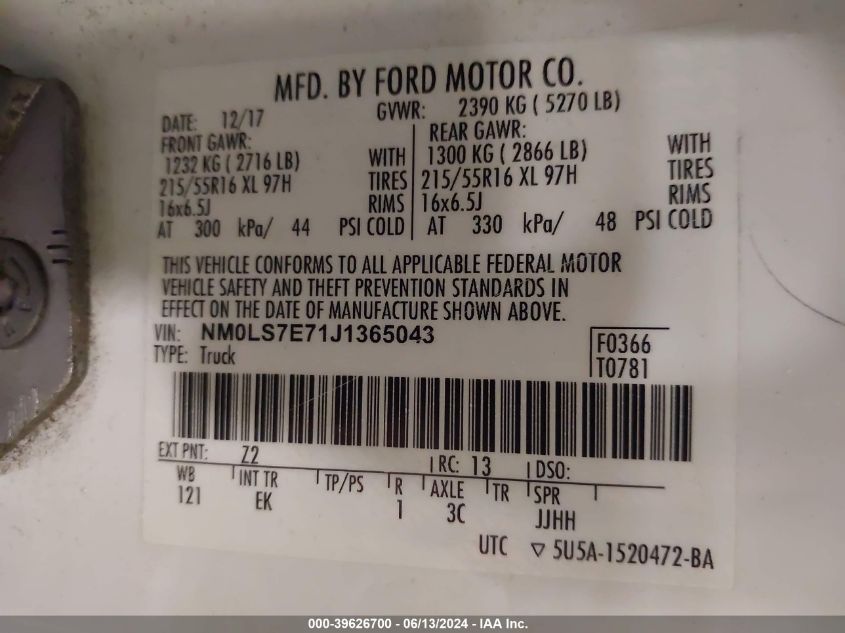 MFD. BY FORD MOTOR CO.
DATE: 12/17 GVWR: 2390 KG ( 5270 LB)
FRONT GAWR: REAR GAWR:
1232 KG ( 2716 LB) WITH 1300 KG ( 2866 LB) WITH
215/55R16 XL 97H TIRES 215/55R16 XL 97H TIRES
16x6.5J RIMS 16x6.5J RIMS
AT 300 kPa/ 44 PSI COLD AT 330 kPa/ 48 PSI COLD
THIS VEHICLE CONFORMS TO ALL APPLICABLE FEDERAL MOTOR
VEHICLE SAFETY AND THEFT PREVENTION STANDARDS IN
EFFECT ON THE DATE OF MANUFACTURE SHOWN ABOVE.
VIN: NM0LS7E71J1365043
TYPE: Truck
F0366
T0781
EXT PNT: Z2 RC: 13 DSO:
WB INT TR TP/PS R AXLE TR SPR
121 EK 1 3C JJHH
UTC ▽ 5U5A-1520472-BA
000-39626700 - 06/13/2024 - IAA Inc.